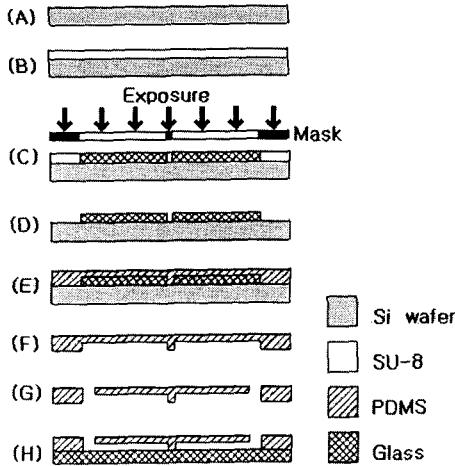 (A)
(B)
Exposure
Mask
(C)
(D)
(E)
Si wafer
(F)
SU-8
(G)
PDMS
(H)
Glass